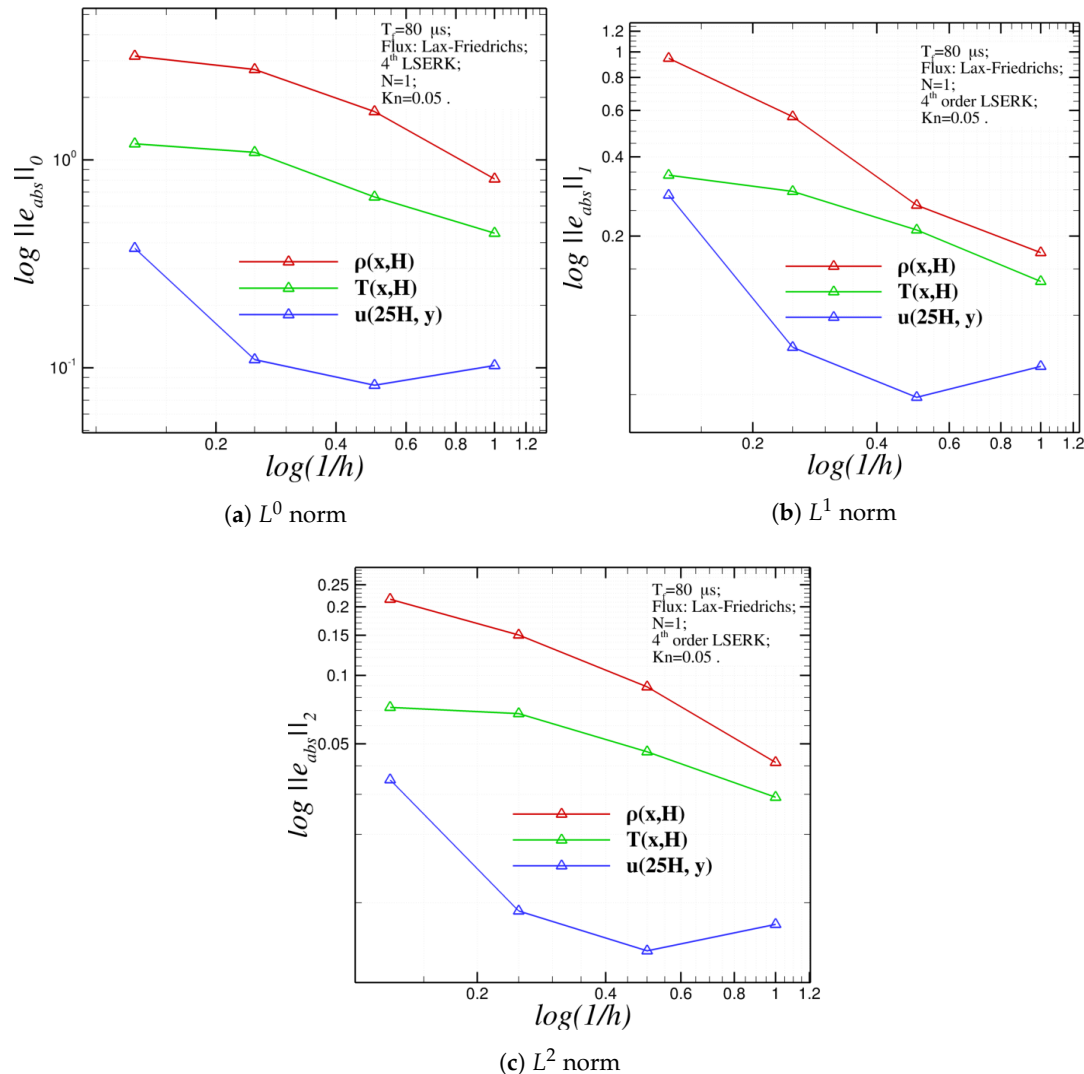 T_f=80 μs;
Flux: Lax-Friedrichs;
4^th LSERK;
N=1;
Kn=0.05 .
log ||e_abs||_0
10^0
10^-1
ρ(x,H)
T(x,H)
u(25H, y)
0.2 0.4 0.6 0.8 1 1.2
log(1/h)
(a) L^0 norm
T_f=80 μs;
Flux: Lax-Friedrichs;
N=1;
4^th order LSERK;
Kn=0.05 .
log ||e_abs||_1
1.2
1
0.8
0.6
0.4
0.2
ρ(x,H)
T(x,H)
u(25H, y)
0.2 0.4 0.6 0.8 1 1.2
log(1/h)
(b) L^1 norm
T_f=80 μs;
Flux: Lax-Friedrichs;
N=1;
4^th order LSERK;
Kn=0.05 .
log ||e_abs||_2
0.25
0.2
0.15
0.1
0.05
ρ(x,H)
T(x,H)
u(25H, y)
0.2 0.4 0.6 0.8 1 1.2
log(1/h)
(c) L^2 norm